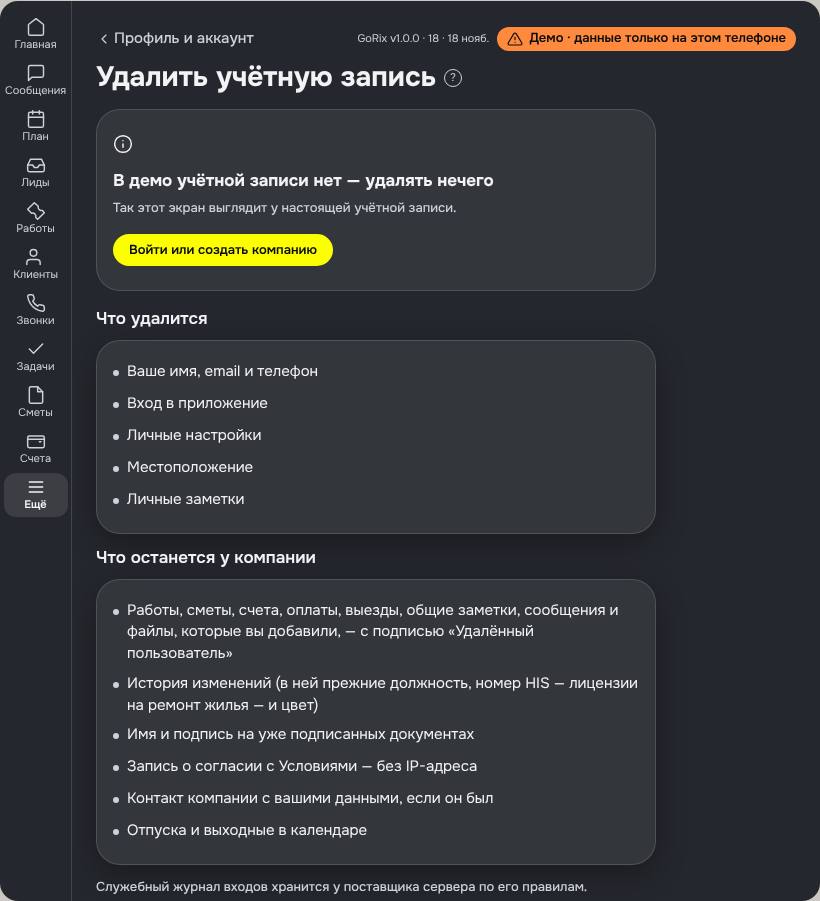 Главная
Сообщения
План
Лиды
Работы
Клиенты
Звонки
Задачи
Сметы
Счета
Ещё
Профиль и аккаунт
GoRix v1.0.0 · 18 · 18 нояб.
Демо · данные только на этом телефоне
Удалить учётную запись ?
В демо учётной записи нет — удалять нечего
Так этот экран выглядит у настоящей учётной записи.
Войти или создать компанию
Что удалится
Ваше имя, email и телефон
Вход в приложение
Личные настройки
Местоположение
Личные заметки
Что останется у компании
Работы, сметы, счета, оплаты, выезды, общие заметки, сообщения и
файлы, которые вы добавили, — с подписью «Удалённый
пользователь»
История изменений (в ней прежние должность, номер HIS — лицензии
на ремонт жилья — и цвет)
Имя и подпись на уже подписанных документах
Запись о согласии с Условиями — без IP-адреса
Контакт компании с вашими данными, если он был
Отпуска и выходные в календаре
Служебный журнал входов хранится у поставщика сервера по его правилам.